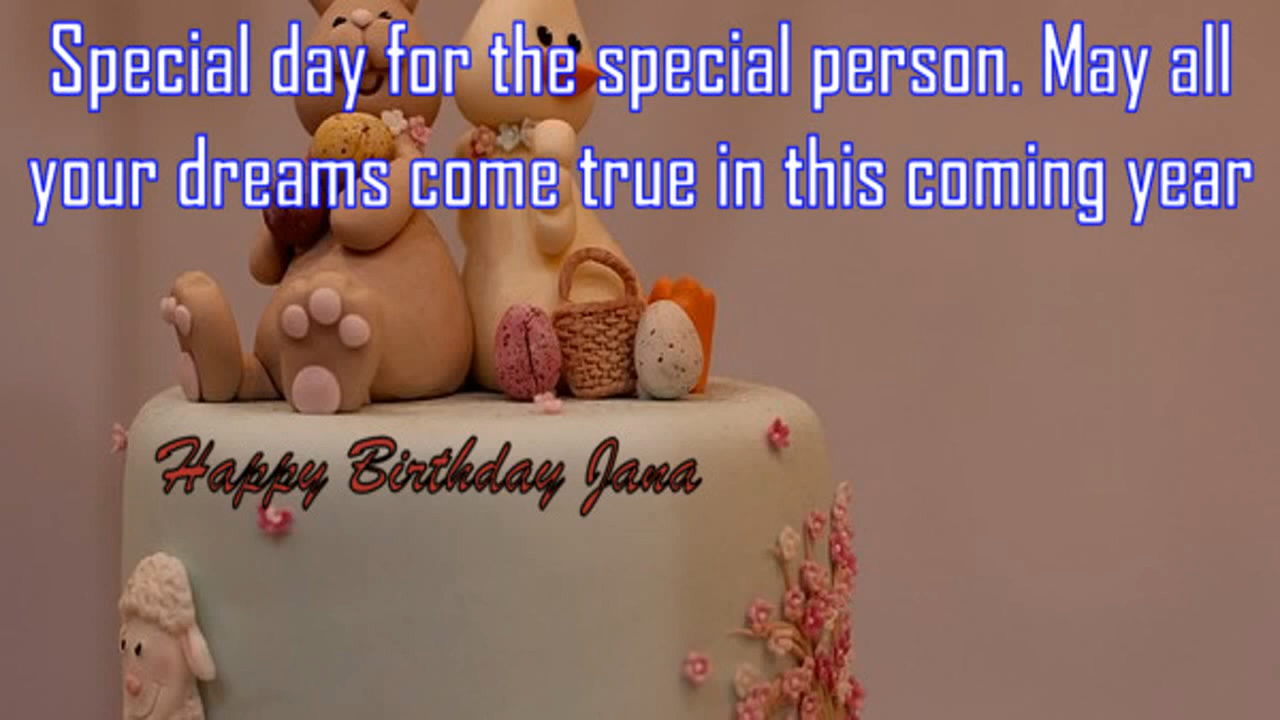 Special day for the special person. May all
your dreams come true in this coming year
Happy Birthday Jana